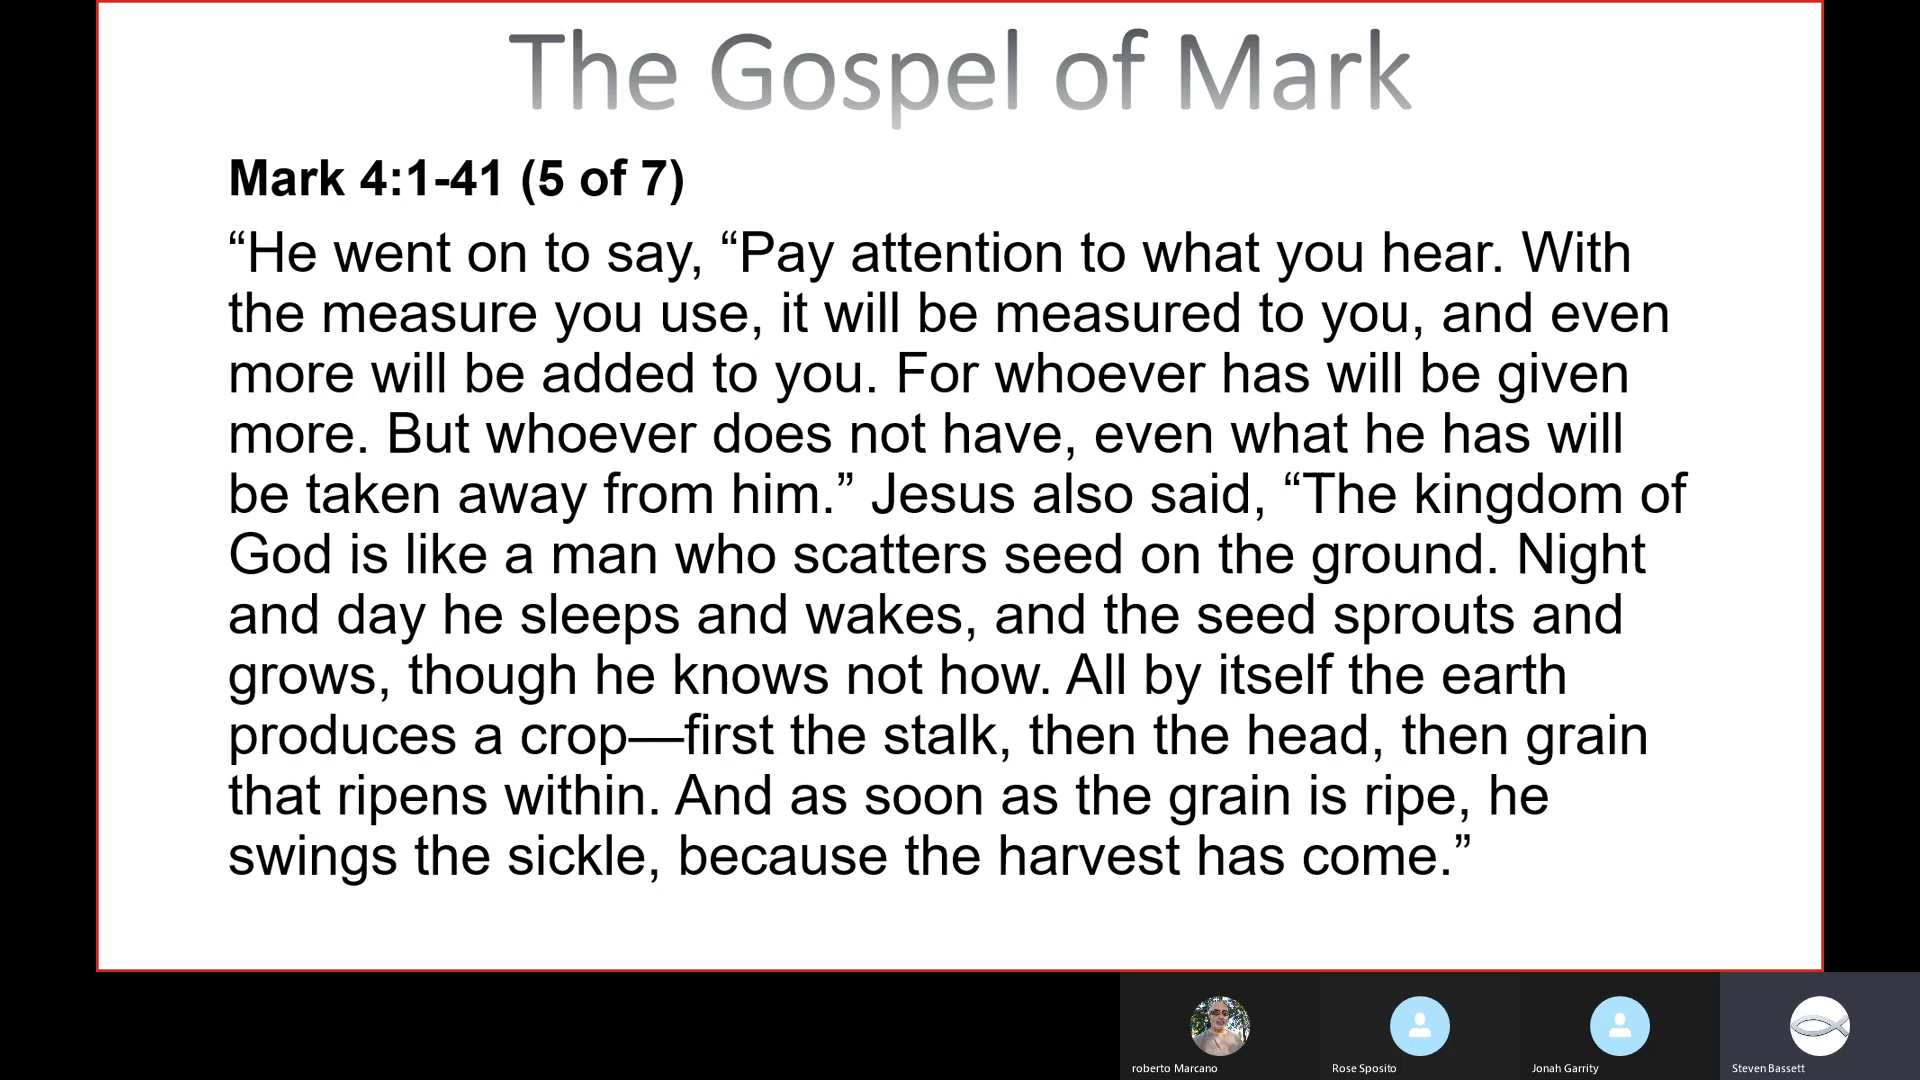 The Gospel of Mark
Mark 4:1-41 (5 of 7)
“He went on to say, “Pay attention to what you hear. With
the measure you use, it will be measured to you, and even
more will be added to you. For whoever has will be given
more. But whoever does not have, even what he has will
be taken away from him.” Jesus also said, “The kingdom of
God is like a man who scatters seed on the ground. Night
and day he sleeps and wakes, and the seed sprouts and
grows, though he knows not how. All by itself the earth
produces a crop—first the stalk, then the head, then grain
that ripens within. And as soon as the grain is ripe, he
swings the sickle, because the harvest has come.”
roberto Marcano
Rose Sposito
Jonah Garrity
Steven Bassett